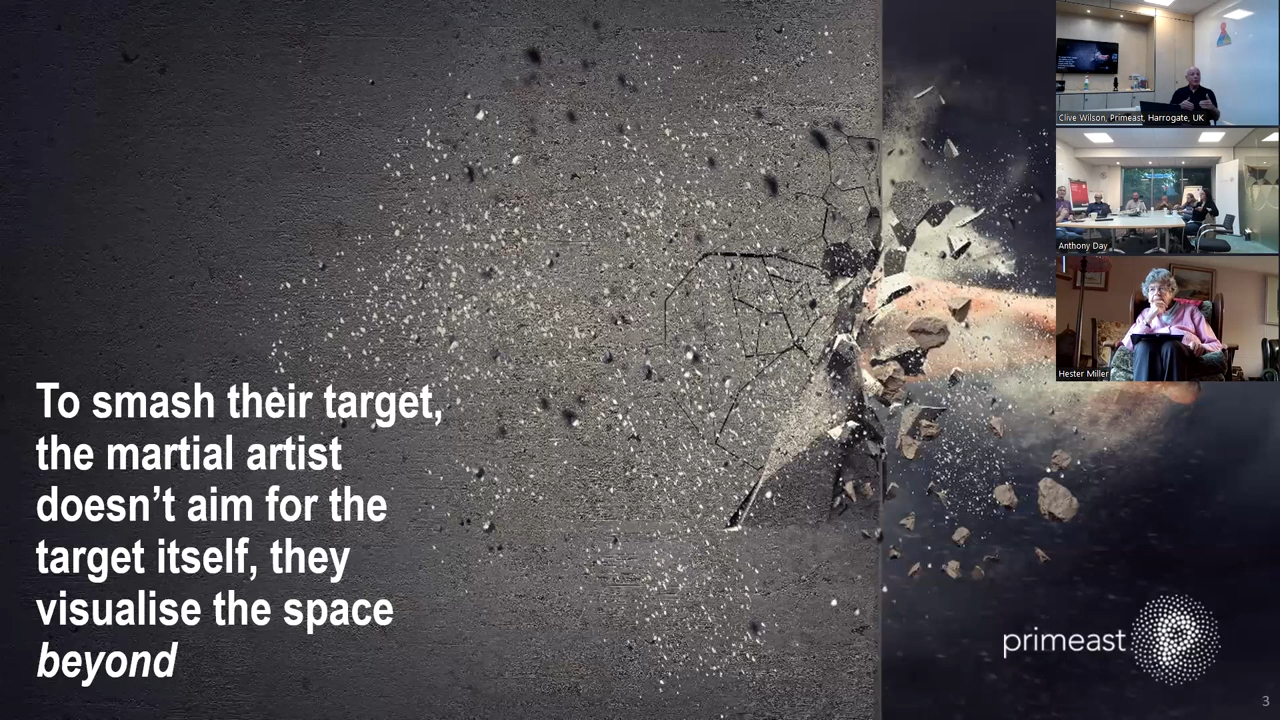 To smash their target,
the martial artist
doesn’t aim for the
target itself, they
visualise the space
beyond
Clive Wilson, Primeast, Harrogate, UK
Anthony Day
Hester Miller
primeast
3